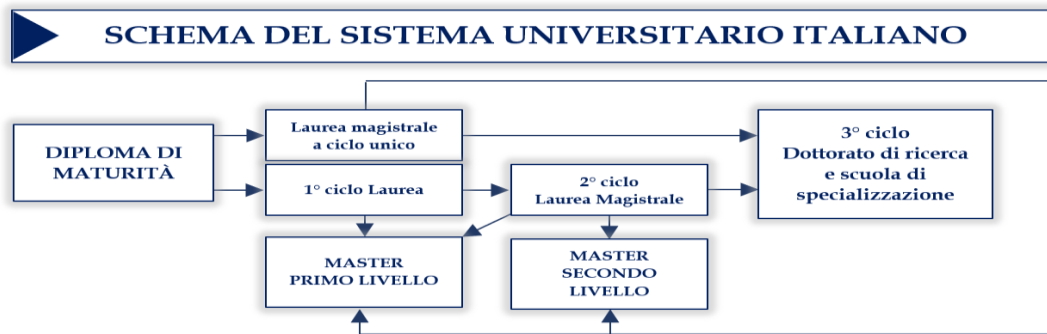 SCHEMA DEL SISTEMA UNIVERSITARIO ITALIANO
DIPLOMA DI
MATURITÀ
Laurea magistrale
a ciclo unico
1° ciclo Laurea
2° ciclo
Laurea Magistrale
3° ciclo
Dottorato di ricerca
e scuola di
specializzazione
MASTER
PRIMO LIVELLO
MASTER
SECONDO
LIVELLO